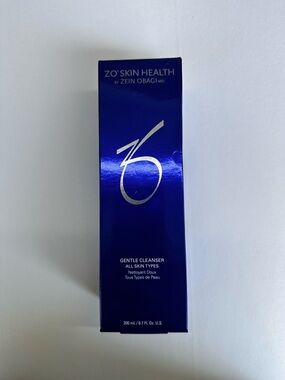 ZO® SKIN HEALTH
BY ZEIN OBAGI MD
GENTLE CLEANSER
ALL SKIN TYPES
Nettoyant Doux
Tous Types de Peau
200 mL / 6.7 Fl. Oz. U.S.